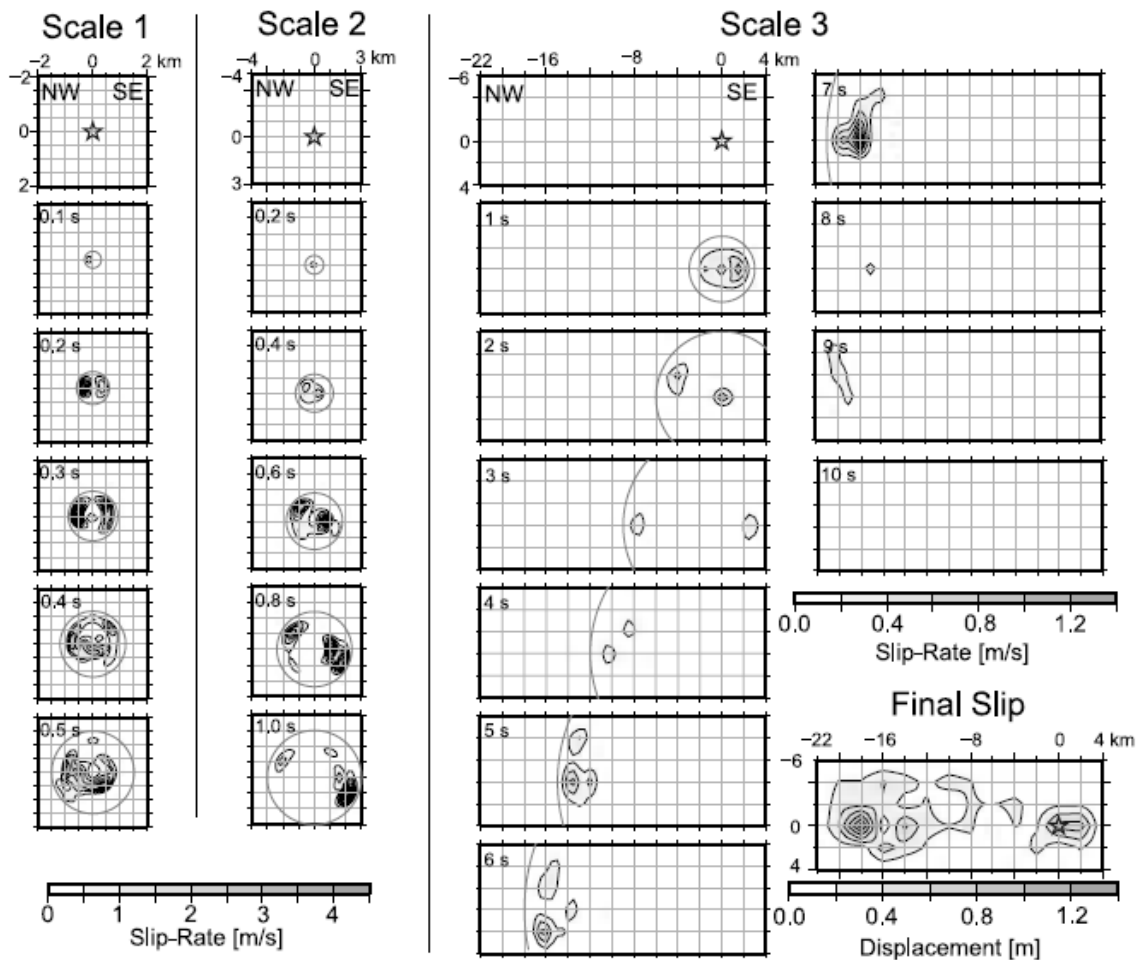 Scale 1
−2 0 2 km
−2
NW SE
0
2
0.1 s
0.2 s
0.3 s
0.4 s
0.5 s
Scale 2
−4 0 3 km
−4
NW SE
0
3
0.2 s
0.4 s
0.6 s
0.8 s
1.0 s
0 1 2 3 4
Slip-Rate [m/s]
Scale 3
−22 −16 −8 0 4 km
−6
NW SE
0
4
1 s
2 s
3 s
4 s
5 s
6 s
7 s
8 s
9 s
10 s
0.0 0.4 0.8 1.2
Slip-Rate [m/s]
Final Slip
−22 −16 −8 0 4 km
−6
0
4
0.0 0.4 0.8 1.2
Displacement [m]